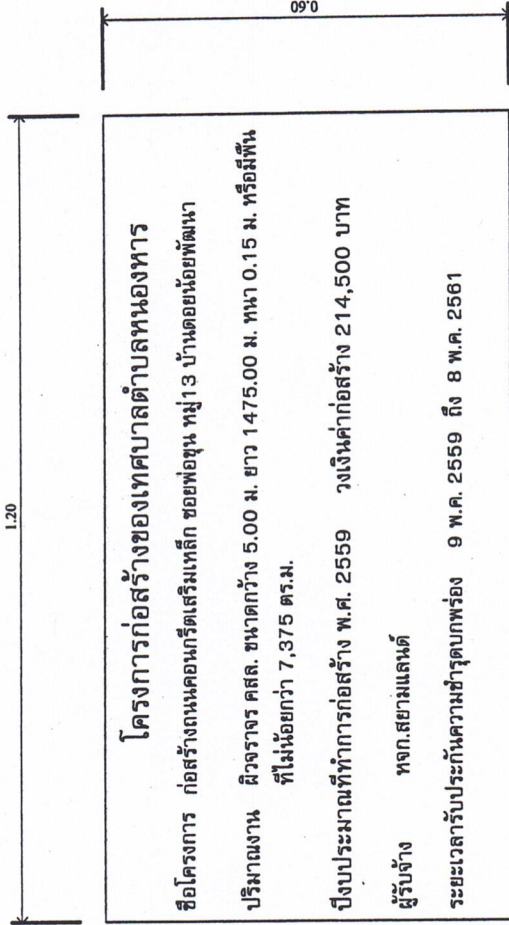 1.20
0.60
โครงการก่อสร้างของเทศบาลตำบลหนองหาร
ชื่อโครงการ ก่อสร้างถนนคอนกรีตเสริมเหล็ก ซอยพ่อขุน หมู่13 บ้านดอยน้อยพัฒนา
ปริมาณงาน ผิวจราจร คสล. ขนาดกว้าง 5.00 ม. ยาว 1475.00 ม. หนา 0.15 ม. หรือมีพื้น
ที่ไม่น้อยกว่า 7,375 ตร.ม.
ปีงบประมาณที่ทำการก่อสร้าง พ.ศ. 2559 วงเงินค่าก่อสร้าง 214,500 บาท
ผู้รับจ้าง หจก.สยามแลนด์
ระยะเวลารับประกันความชำรุดบกพร่อง 9 พ.ค. 2559 ถึง 8 พ.ค. 2561